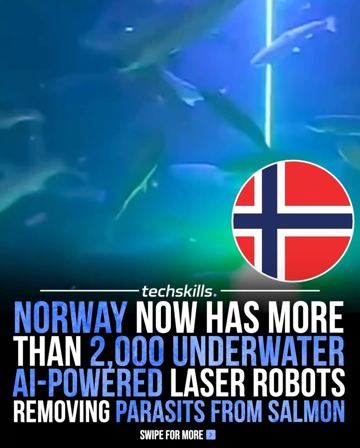 techskills.
NORWAY NOW HAS MORE
THAN 2,000 UNDERWATER
AI-POWERED LASER ROBOTS
REMOVING PARASITS FROM SALMON
SWIPE FOR MORE